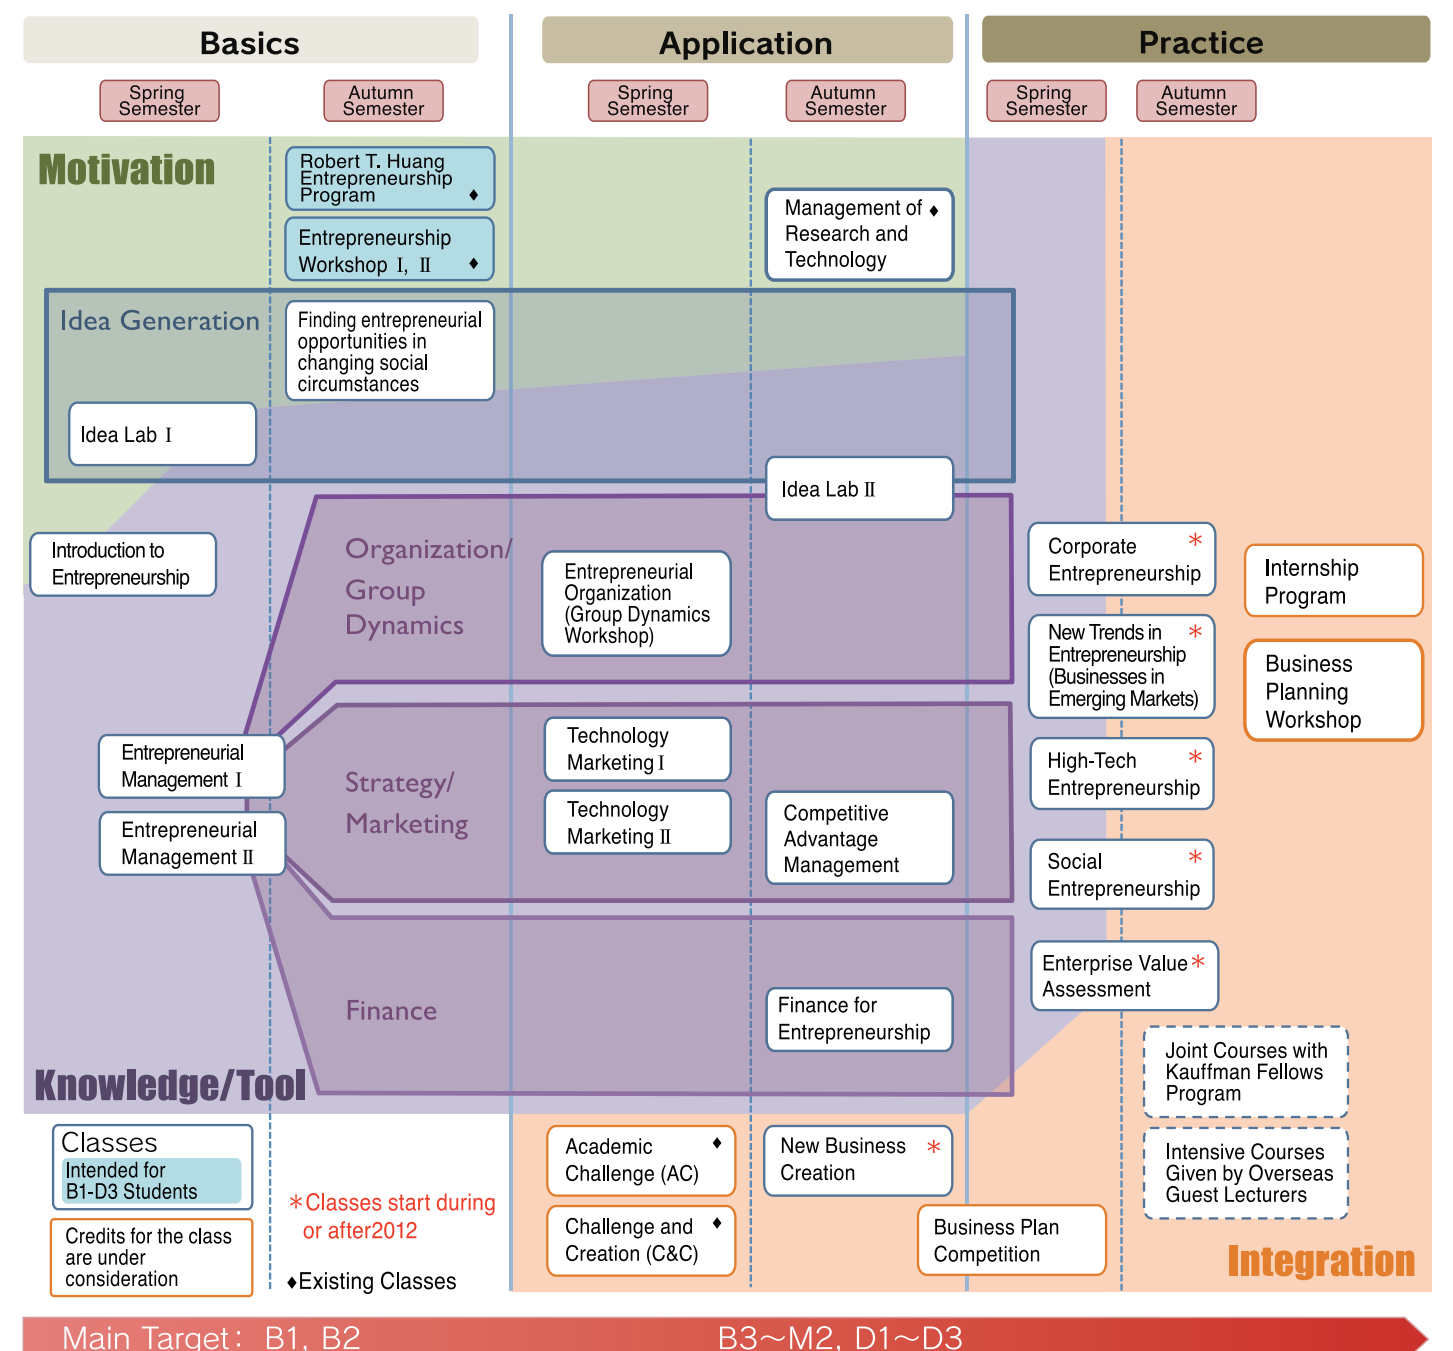 Basics
Application
Practice
Spring
Semester
Autumn
Semester
Spring
Semester
Autumn
Semester
Spring
Semester
Autumn
Semester
Motivation
Robert T. Huang
Entrepreneurship
Program ♦
Entrepreneurship
Workshop Ⅰ, Ⅱ ♦
Management of ♦
Research and
Technology
Idea Generation
Finding entrepreneurial
opportunities in
changing social
circumstances
Idea Lab Ⅰ
Idea Lab Ⅱ
Introduction to
Entrepreneurship
Organization/
Group
Dynamics
Entrepreneurial
Organization
(Group Dynamics
Workshop)
Corporate *
Entrepreneurship
Internship
Program
New Trends in *
Entrepreneurship
(Businesses in
Emerging Markets)
Business
Planning
Workshop
Entrepreneurial
Management Ⅰ
Entrepreneurial
Management Ⅱ
Strategy/
Marketing
Technology
Marketing Ⅰ
Technology
Marketing Ⅱ
Competitive
Advantage
Management
High-Tech *
Entrepreneurship
Social *
Entrepreneurship
Enterprise Value *
Assessment
Finance
Finance for
Entrepreneurship
Knowledge/Tool
Joint Courses with
Kauffman Fellows
Program
Intensive Courses
Given by Overseas
Guest Lecturers
Classes
Intended for
B1-D3 Students
Credits for the class
are under
consideration
*Classes start during
or after2012
♦Existing Classes
Academic ♦
Challenge (AC)
Challenge and ♦
Creation (C&C)
New Business *
Creation
Business Plan
Competition
Integration
Main Target: B1, B2
B3～M2, D1～D3